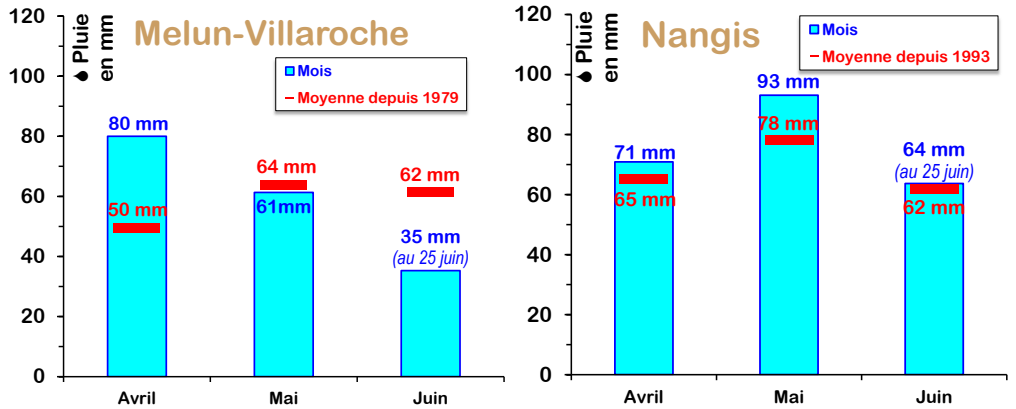 Melun-Villaroche
Pluie
en mm
Mois
Moyenne depuis 1979
120
100
80
60
40
20
0
80 mm
50 mm
64 mm
61mm
62 mm
35 mm
(au 25 juin)
Avril
Mai
Juin
Nangis
Pluie
en mm
Mois
Moyenne depuis 1993
120
100
80
60
40
20
0
71 mm
65 mm
93 mm
78 mm
64 mm
(au 25 juin)
62 mm
Avril
Mai
Juin